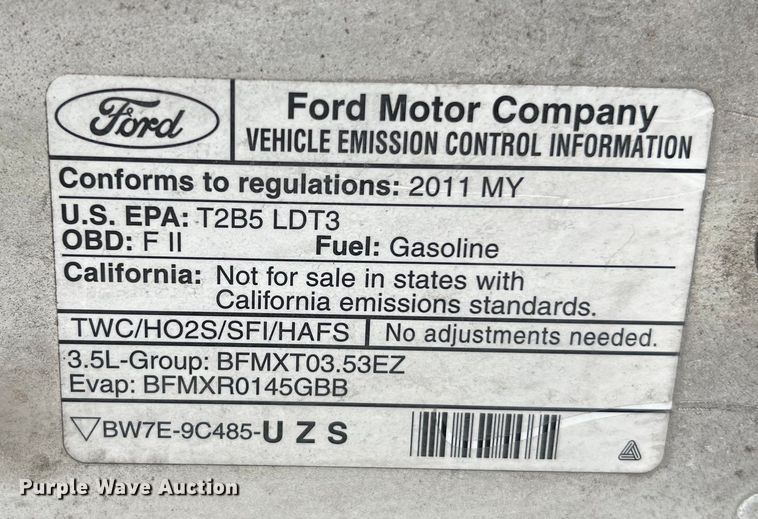 Ford
Ford Motor Company
VEHICLE EMISSION CONTROL INFORMATION
Conforms to regulations: 2011 MY
U.S. EPA: T2B5 LDT3
OBD: F II Fuel: Gasoline
California: Not for sale in states with
California emissions standards.
TWC/HO2S/SFI/HAFS No adjustments needed.
3.5L-Group: BFMXT03.53EZ
Evap: BFMXR0145GBB
BW7E-9C485-U Z S
Purple Wave Auction